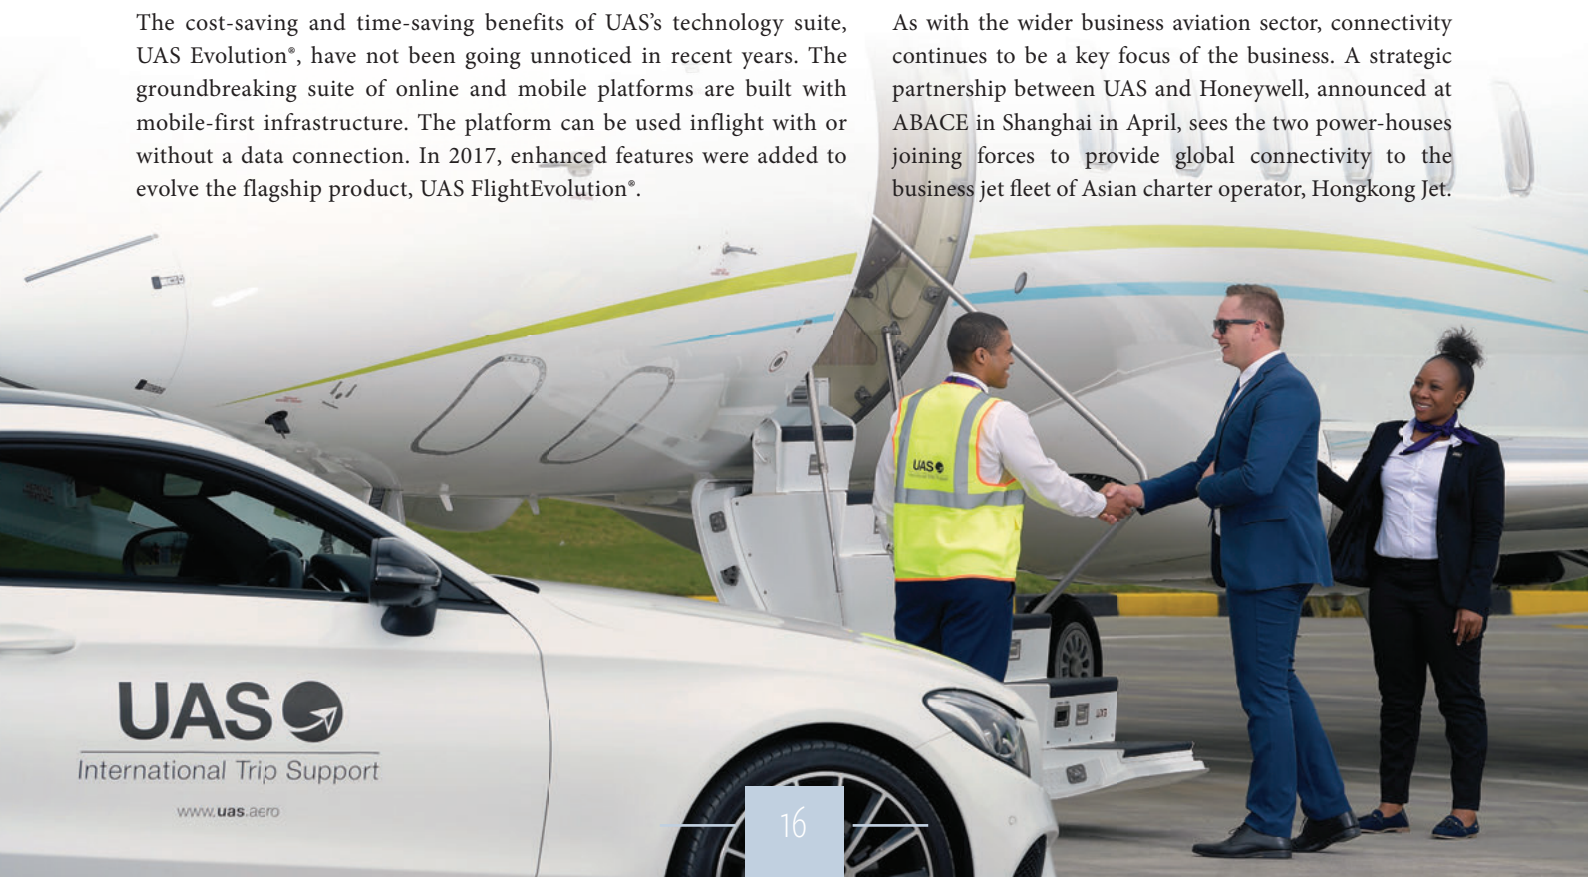 The cost-saving and time-saving benefits of UAS’s technology suite,
UAS Evolution®, have not been going unnoticed in recent years. The
groundbreaking suite of online and mobile platforms are built with
mobile-first infrastructure. The platform can be used inflight with or
without a data connection. In 2017, enhanced features were added to
evolve the flagship product, UAS FlightEvolution®.
As with the wider business aviation sector, connectivity
continues to be a key focus of the business. A strategic
partnership between UAS and Honeywell, announced at
ABACE in Shanghai in April, sees the two power-houses
joining forces to provide global connectivity to the
business jet fleet of Asian charter operator, Hongkong Jet.
UAS
UAS
International Trip Support
www.uas.aero
16